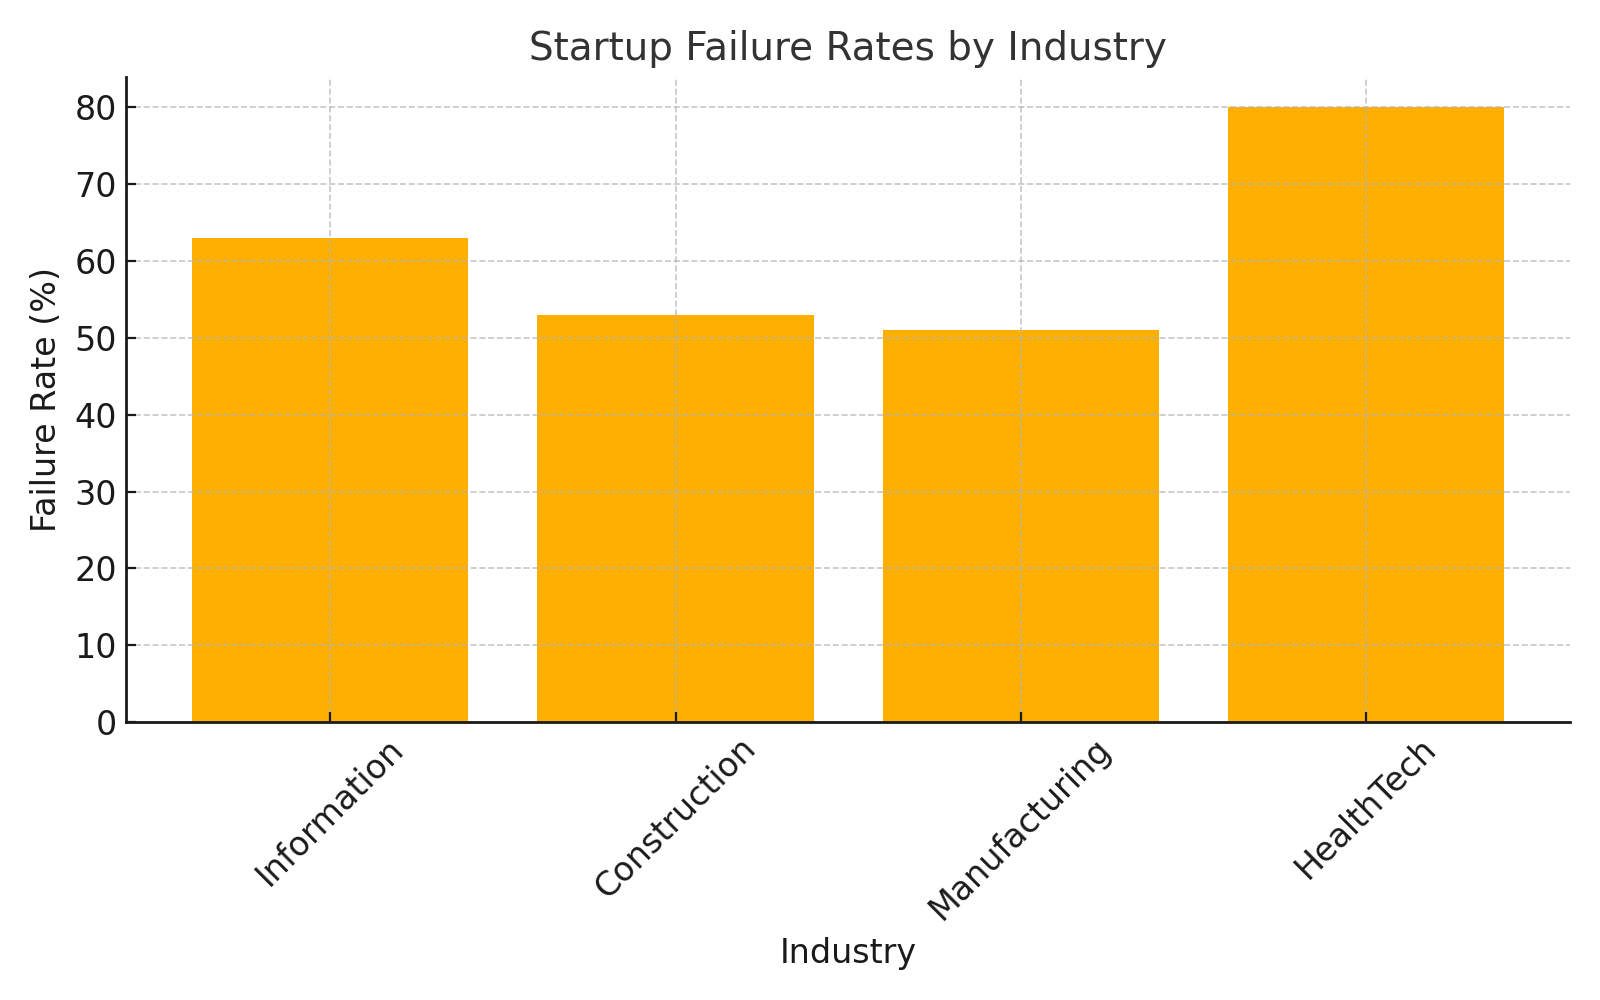 Startup Failure Rates by Industry
Failure Rate (%)
80
70
60
50
40
30
20
10
0
Information
Construction
Manufacturing
HealthTech
Industry